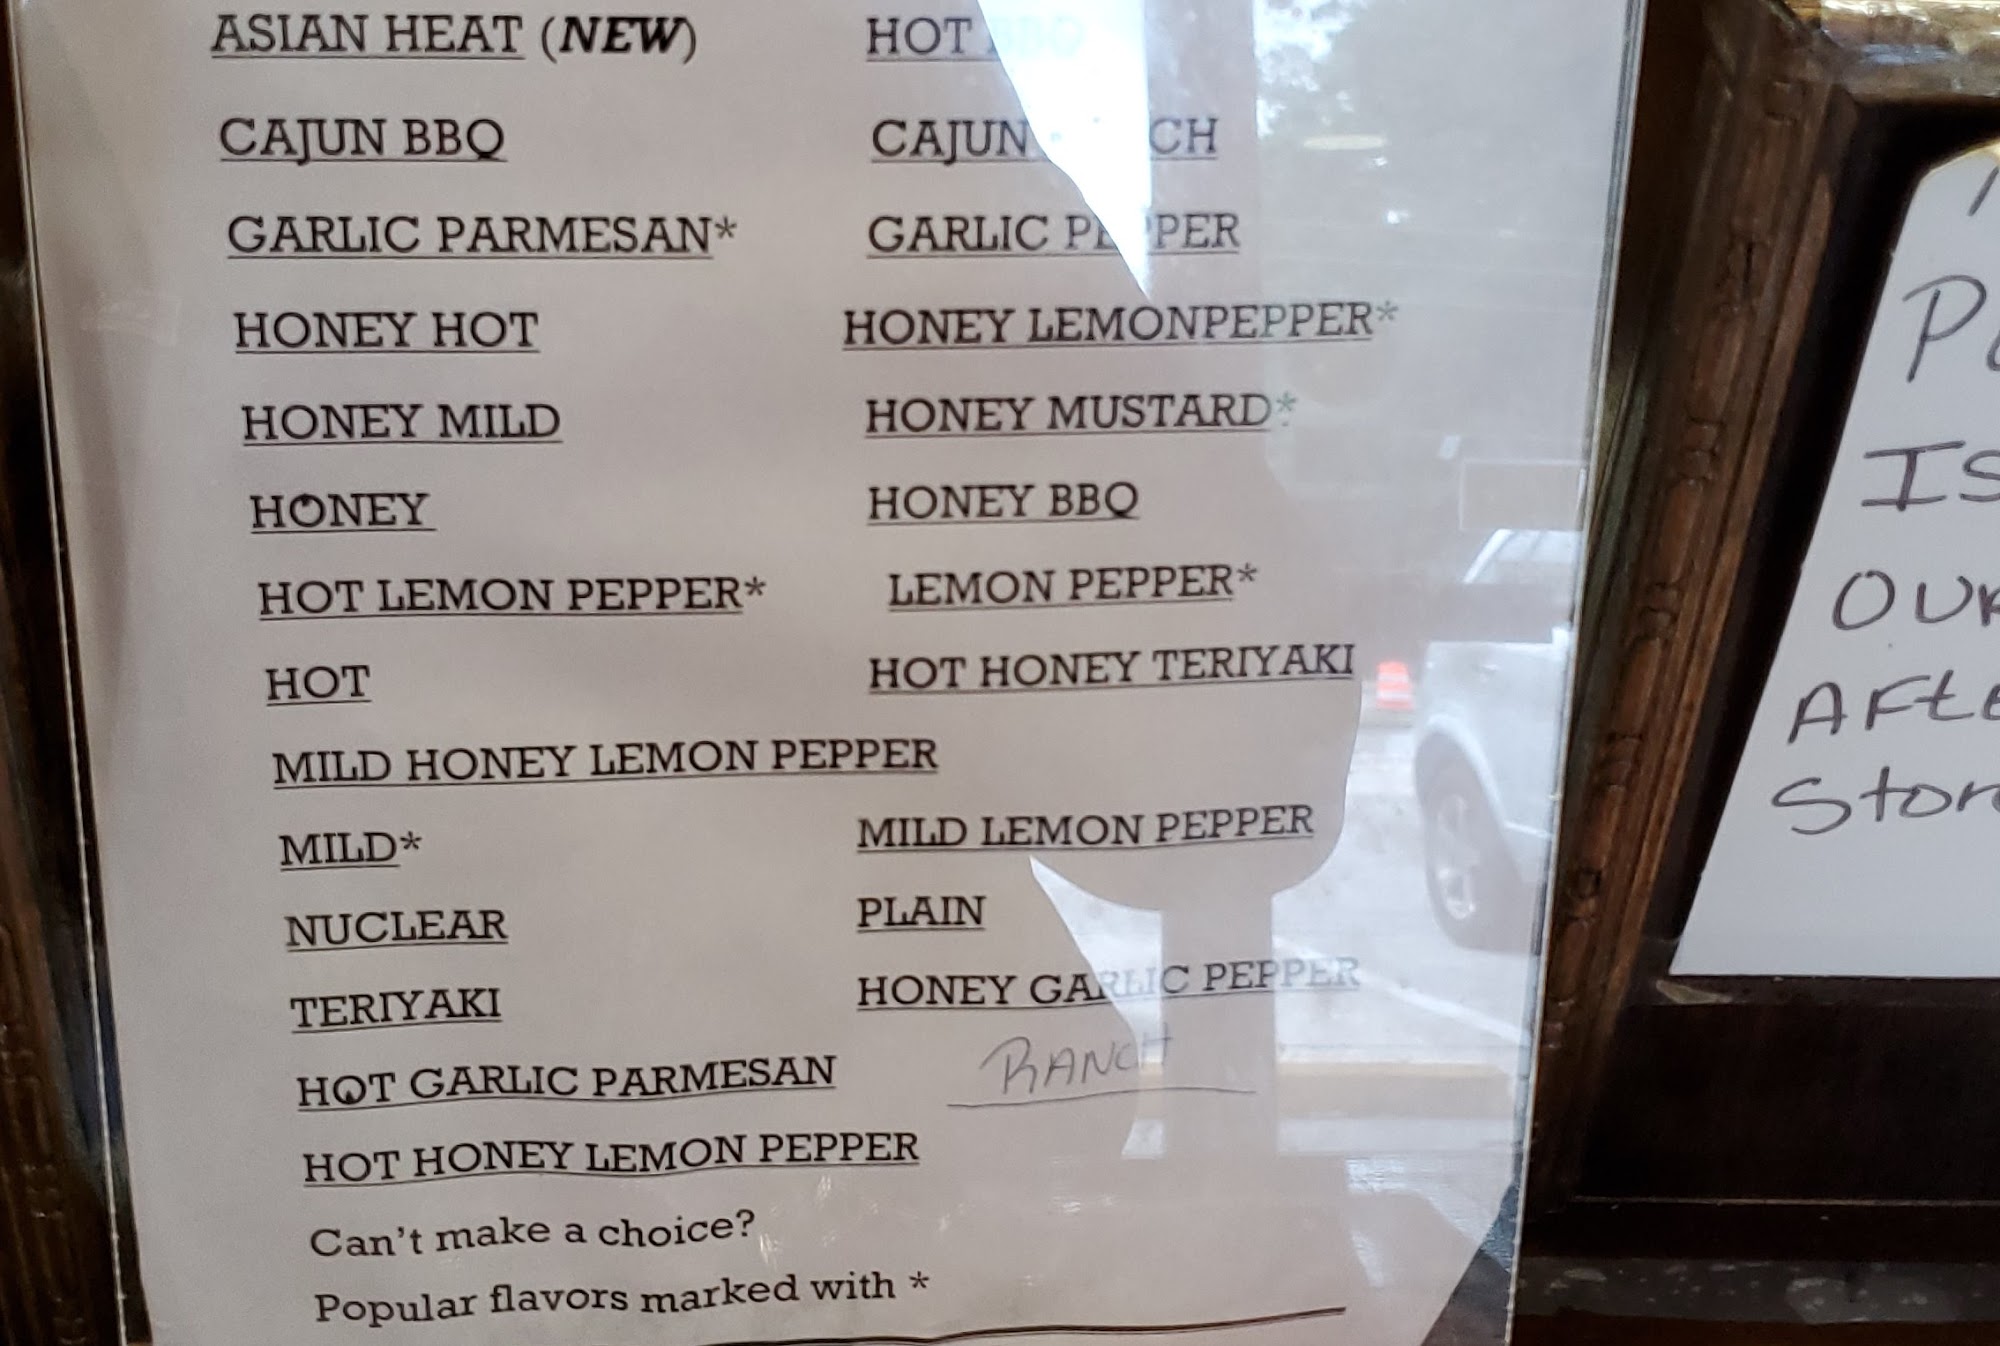 ASIAN HEAT (NEW) HOT BBQ
CAJUN BBQ CAJUN RANCH
GARLIC PARMESAN* GARLIC PEPPER
HONEY HOT HONEY LEMONPEPPER*
HONEY MILD HONEY MUSTARD*
HONEY HONEY BBQ
HOT LEMON PEPPER* LEMON PEPPER*
HOT HOT HONEY TERIYAKI
MILD HONEY LEMON PEPPER
MILD* MILD LEMON PEPPER
NUCLEAR PLAIN
TERIYAKI HONEY GARLIC PEPPER
HOT GARLIC PARMESAN RANCH
HOT HONEY LEMON PEPPER
Can't make a choice?
Popular flavors marked with *
IS